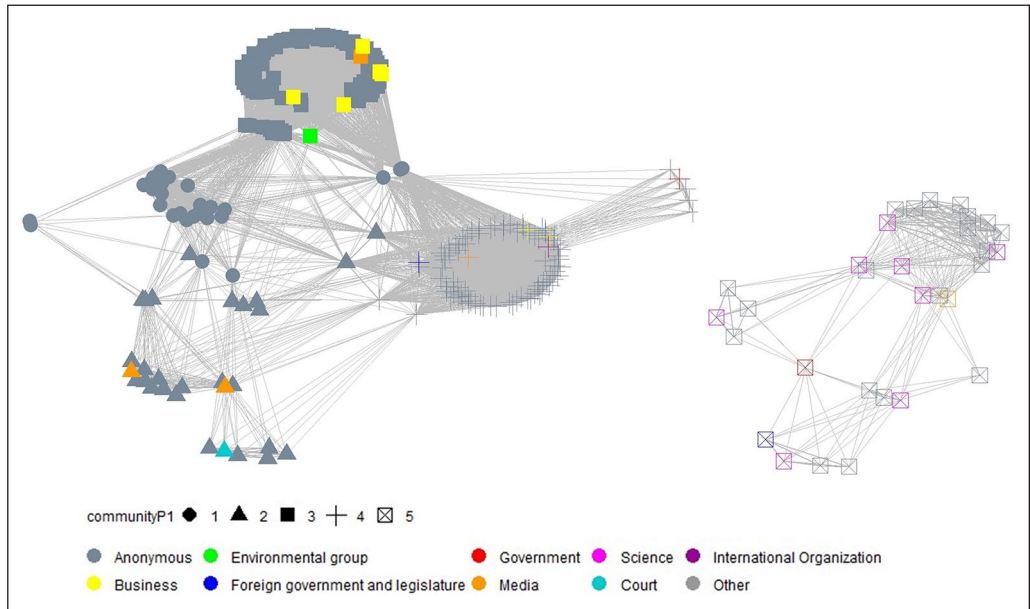 communityP1 1 2 3 4 5
Anonymous Environmental group Government Science International Organization
Business Foreign government and legislature Media Court Other